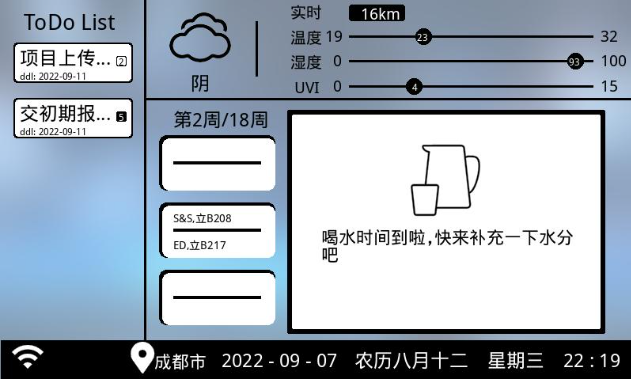 ToDo List
项目上传... 2
ddl: 2022-09-11
交初期报... 5
ddl: 2022-09-11
阴
实时 16km
温度 19 23 32
湿度 0 93 100
UVI 0 4 15
第2周/18周
S&S,立B208
ED,立B217
喝水时间到啦,快来补充一下水分
吧
成都市 2022 - 09 - 07 农历八月十二 星期三 22 : 19